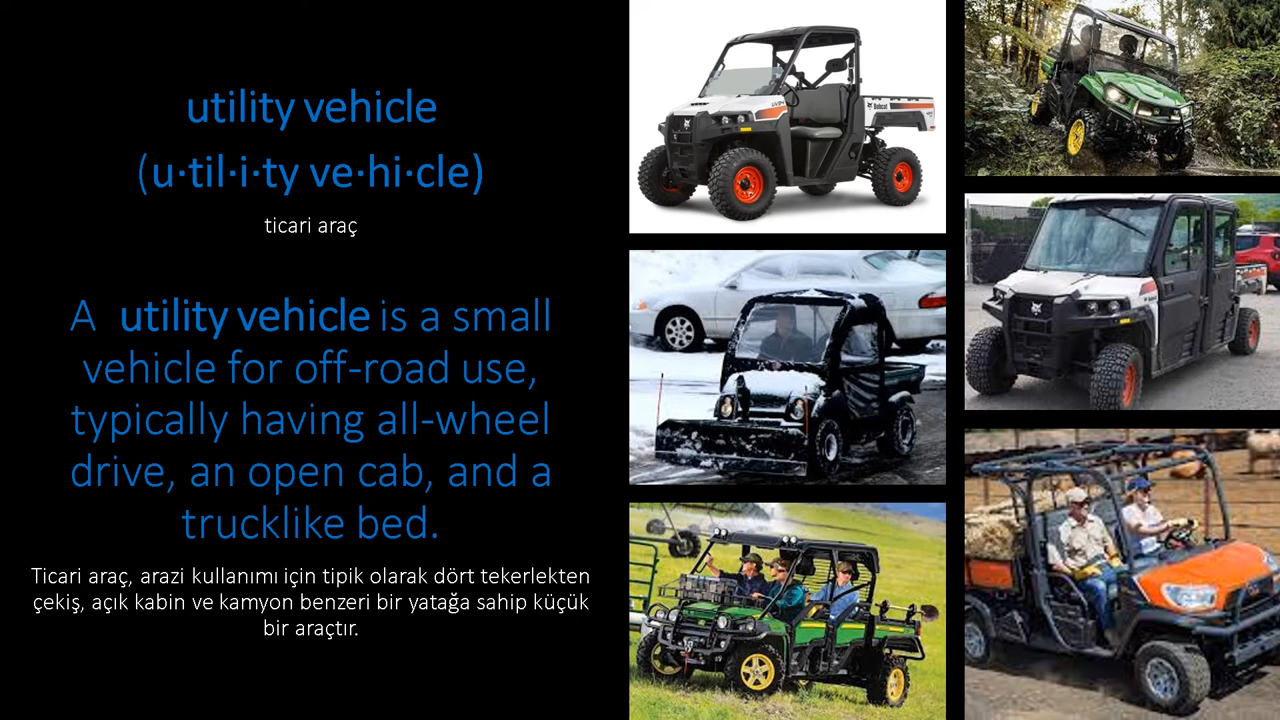 utility vehicle
(u·til·i·ty ve·hi·cle)
ticari araç
A utility vehicle is a small
vehicle for off-road use,
typically having all-wheel
drive, an open cab, and a
trucklike bed.
Ticari araç, arazi kullanımı için tipik olarak dört tekerlekten
çekiş, açık kabin ve kamyon benzeri bir yatağa sahip küçük
bir araçtır.
Bobcat